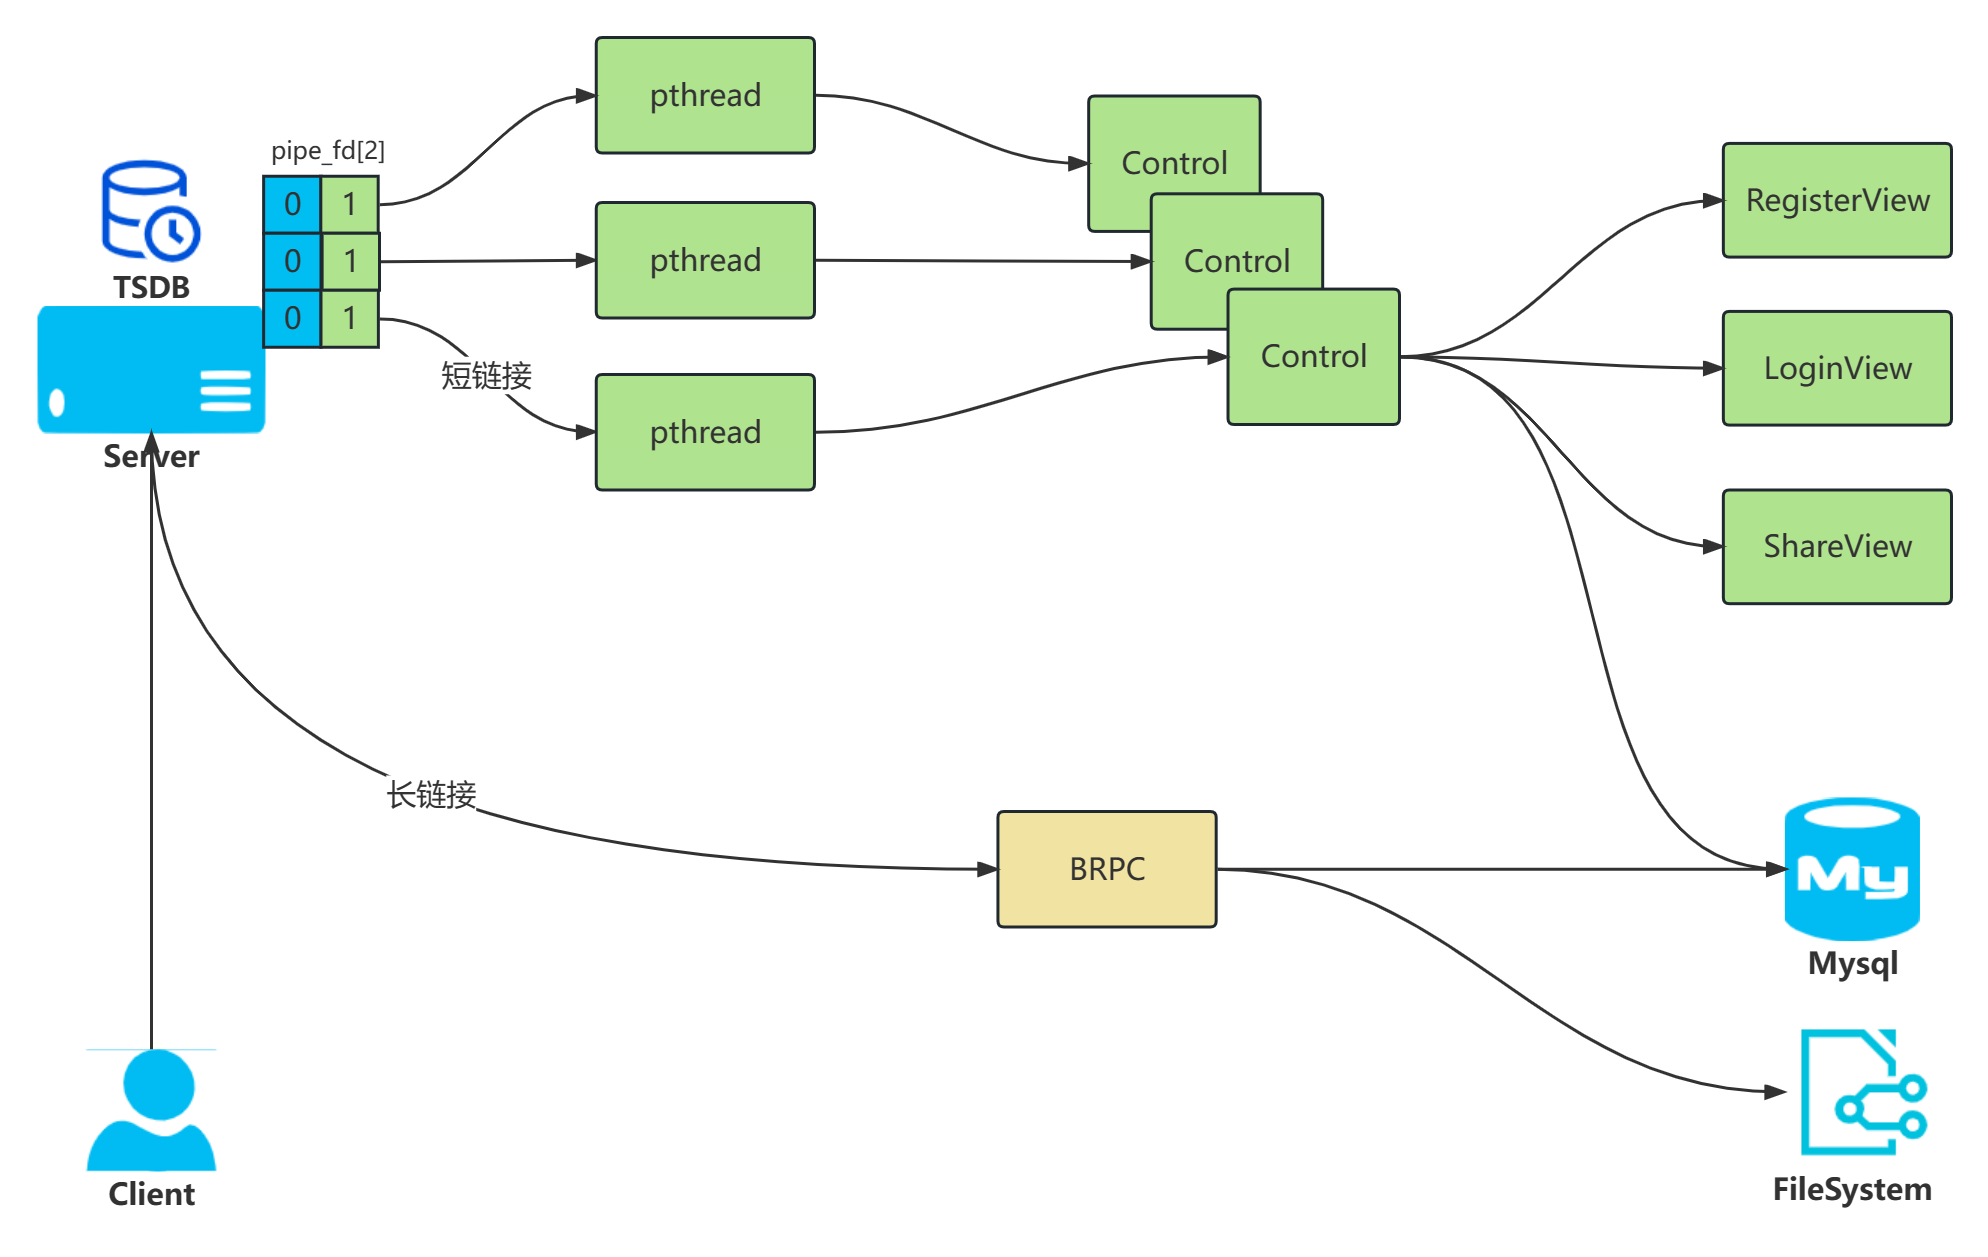 pthread
pipe_fd[2]
Control
RegisterView
0 1
pthread
0 1
Control
TSDB
0 1
短链接
Control
LoginView
pthread
Server
ShareView
长链接
BRPC
My
Mysql
Client
FileSystem